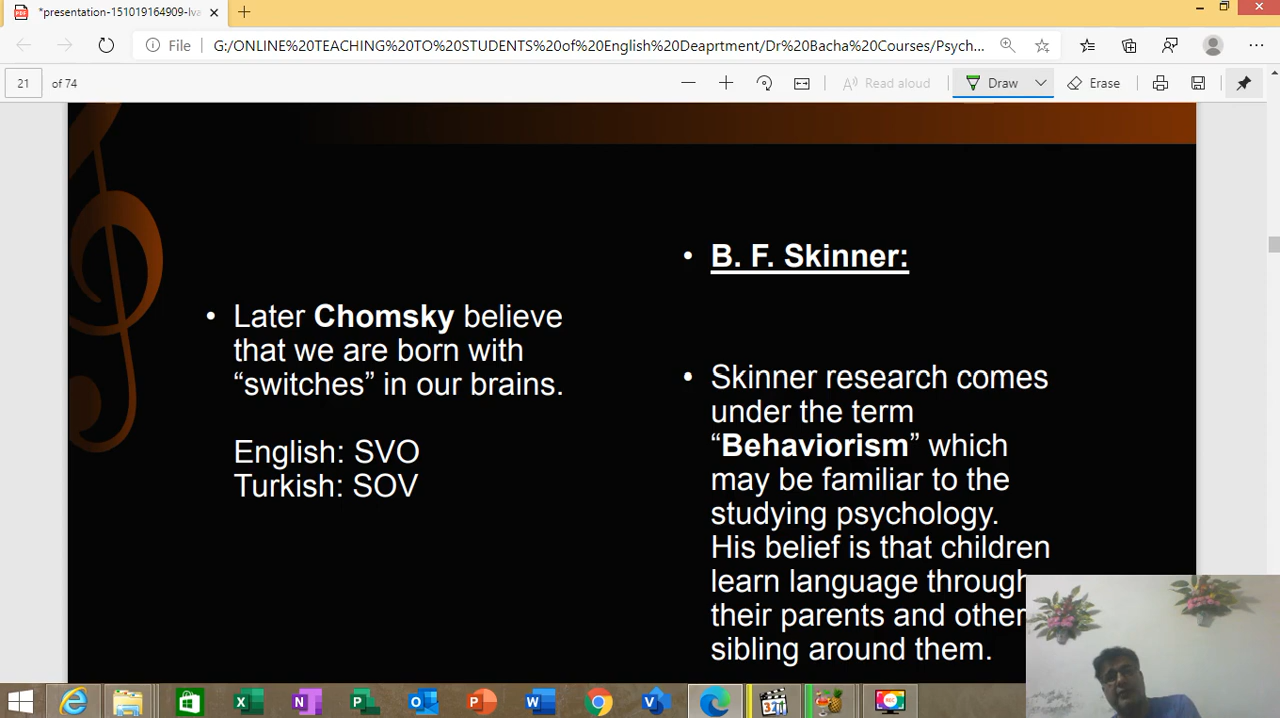 *presentation-151019164909-lva
File
G:/ONLINE%20TEACHING%20TO%20STUDENTS%20of%20English%20Deaprtment/Dr%20Bacha%20Courses/Psych...
21 of 74
Read aloud
Draw
Erase
Later Chomsky believe
that we are born with
“switches” in our brains.
English: SVO
Turkish: SOV
B. F. Skinner:
Skinner research comes
under the term
“Behaviorism” which
may be familiar to the
studying psychology.
His belief is that children
learn language through
their parents and other
sibling around them.